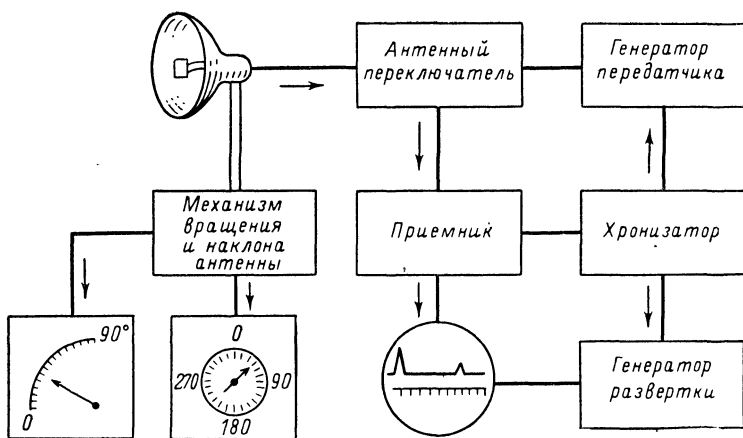 Антенный
переключатель
Генератор
передатчика
Механизм
вращения
и наклона
антенны
Приемник
Хронизатор
90°
0
0
270
90
180
Генератор
развертки